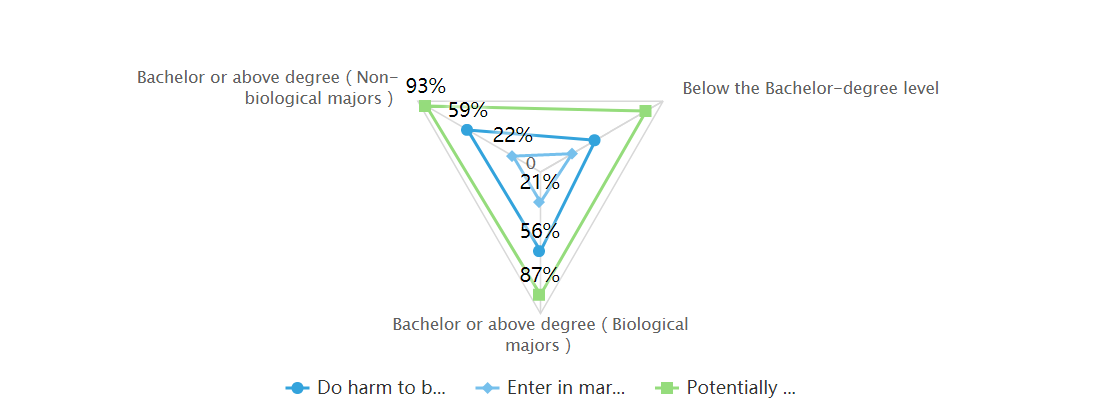 Bachelor or above degree ( Non-
biological majors )
93%
Below the Bachelor-degree level
59%
22%
0
21%
56%
87%
Bachelor or above degree ( Biological
majors )
Do harm to b...
Enter in mar...
Potentially ...